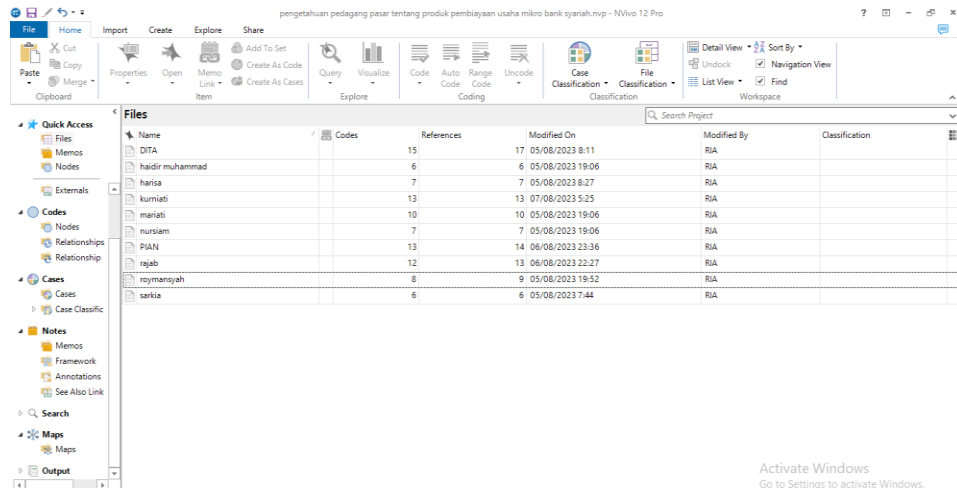 pengetahuan pedagang pasar tentang produk pembiayaan usaha mikro bank syariah.nvp - NVivo 12 Pro
File Home Import Create Explore Share
Paste
Cut
Copy
Merge
Clipboard
Properties Open Memo Link
Add To Set
Create As Code
Create As Cases
Item
Query Visualize
Explore
Code Auto Code Range Code Uncode
Coding
Case Classification File Classification
Classification
Detail View Sort By
Undock Navigation View
List View Find
Workspace
Quick Access
Files
Memos
Nodes
Externals
Codes
Nodes
Relationships
Relationship
Cases
Cases
Case Classific
Notes
Memos
Framework
Annotations
See Also Link
Search
Maps
Maps
Output
Files
Search Project
Name Codes References Modified On Modified By Classification
DITA 15 17 05/08/2023 8:11 RIA
haidir muhammad 6 6 05/08/2023 19:06 RIA
harisa 7 7 05/08/2023 8:27 RIA
kurniati 13 13 07/08/2023 5:25 RIA
mariati 10 10 05/08/2023 19:06 RIA
nursiam 7 7 05/08/2023 19:06 RIA
PIAN 13 14 06/08/2023 23:36 RIA
rajab 12 13 06/08/2023 22:27 RIA
roymansyah 8 9 05/08/2023 19:52 RIA
sarkia 6 6 05/08/2023 7:44 RIA
Activate Windows
Go to Settings to activate Windows.